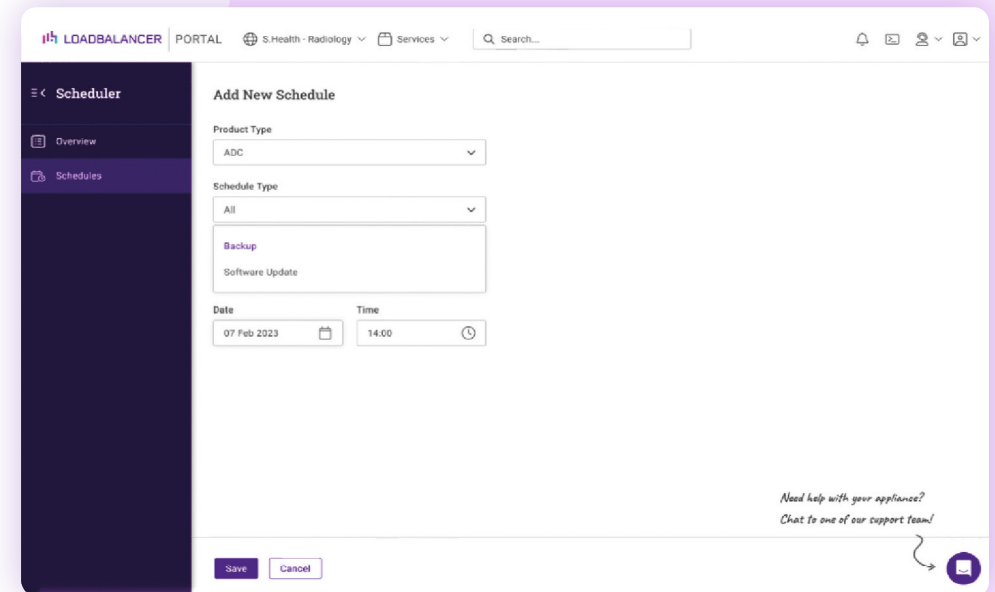 LOADBALANCER PORTAL S.Health - Radiology Services Search...
Scheduler
Overview
Schedules
Add New Schedule
Product Type
ADC
Schedule Type
All
Backup
Software Update
Date Time
07 Feb 2023 14:00
Need help with your appliance?
Chat to one of our support team!
Save Cancel